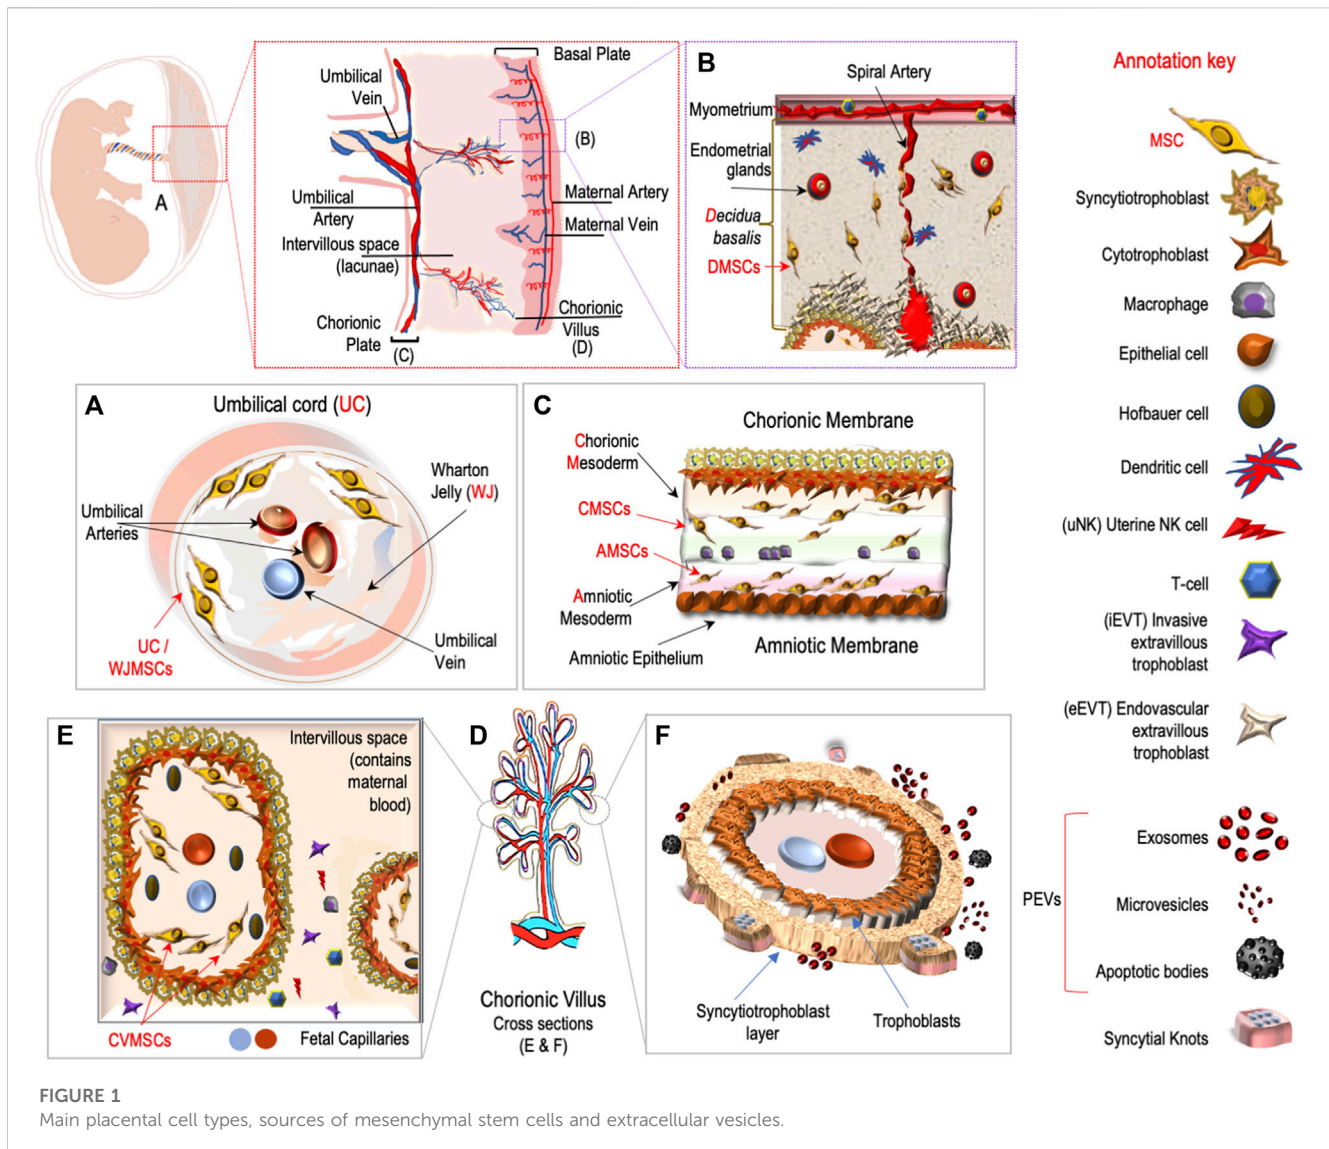 Umbilical
Vein
Basal Plate
(B)
A
Umbilical
Artery
Intervillous space
(lacunae)
Maternal Artery
Maternal Vein
Chorionic
Plate
(C)
Chorionic
Villus
(D)
B
Spiral Artery
Myometrium
Endometrial
glands
Decidua
basalis
DMSCs
Annotation key
MSC
Syncytiotrophoblast
Cytotrophoblast
Macrophage
Epithelial cell
Hofbauer cell
Dendritic cell
(uNK) Uterine NK cell
T-cell
(iEVT) Invasive
extravillous
trophoblast
(eEVT) Endovascular
extravillous
trophoblast
PEVs
Exosomes
Microvesicles
Apoptotic bodies
Syncytial Knots
A
Umbilical cord (UC)
Wharton
Jelly (WJ)
Umbilical
Arteries
UC /
WJMSCs
Umbilical
Vein
C
Chorionic Membrane
Chorionic
Mesoderm
CMSCs
AMSCs
Amniotic
Mesoderm
Amniotic Epithelium
Amniotic Membrane
E
Intervillous space
(contains
maternal
blood)
CVMSCs
Fetal Capillaries
D
Chorionic Villus
Cross sections
(E & F)
F
Syncytiotrophoblast
layer
Trophoblasts
FIGURE 1
Main placental cell types, sources of mesenchymal stem cells and extracellular vesicles.